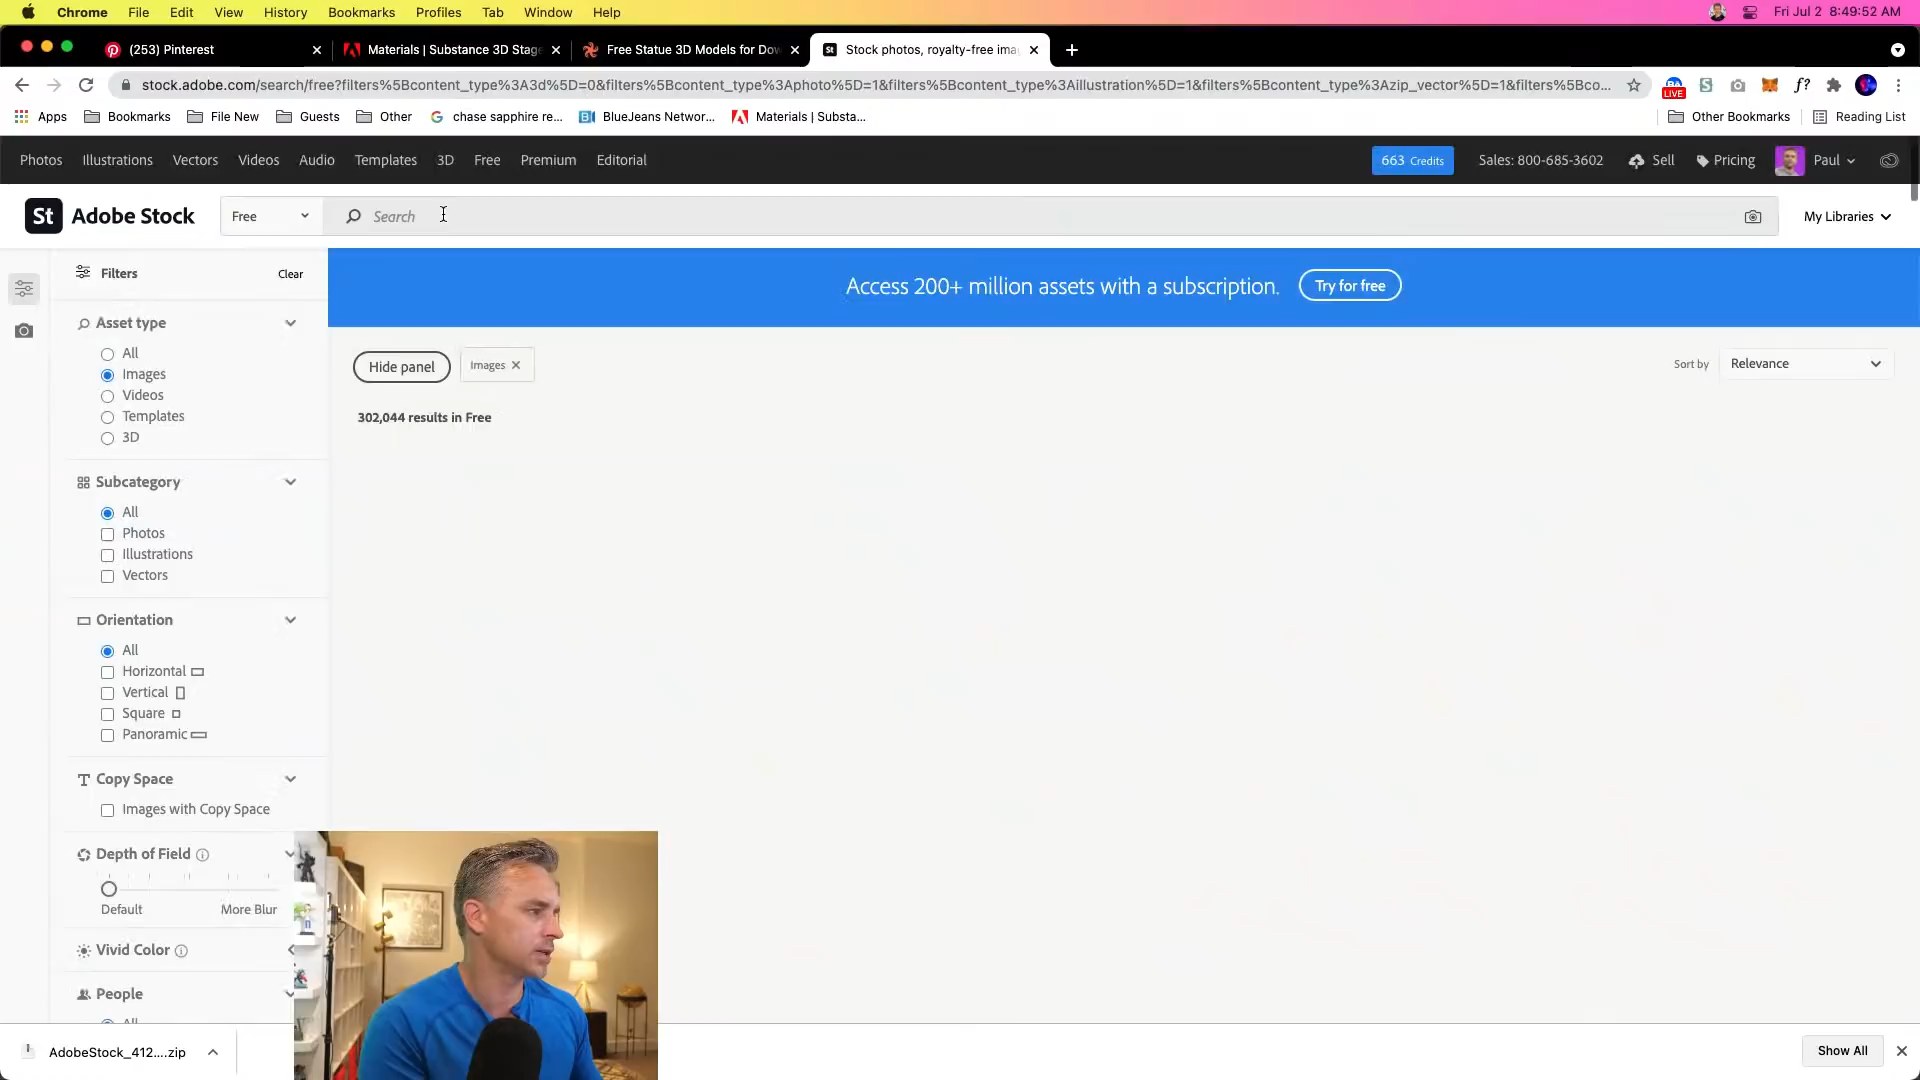 Chrome File Edit View History Bookmarks Profiles Tab Window Help Fri Jul 2 8:49:52 AM
(253) Pinterest Materials | Substance 3D Stage Free Statue 3D Models for Dow Stock photos, royalty-free ima
stock.adobe.com/search/free?filters%5Bcontent_type%3A3d%5D=0&filters%5Bcontent_type%3Aphoto%5D=1&filters%5Bcontent_type%3Aillustration%5D=1&filters%5Bcontent_type%3Azip_vector%5D=1&filters%5Bco... LIVE f?
Apps Bookmarks File New Guests Other chase sapphire re... BlueJeans Networ... Materials | Substa... Other Bookmarks Reading List
Photos Illustrations Vectors Videos Audio Templates 3D Free Premium Editorial 663 Credits Sales: 800-685-3602 Sell Pricing Paul
St Adobe Stock Free Search My Libraries
Filters Clear
Access 200+ million assets with a subscription. Try for free
Asset type
All
Images
Videos
Templates
3D
Hide panel Images Sort by Relevance
302,044 results in Free
Subcategory
All
Photos
Illustrations
Vectors
Orientation
All
Horizontal
Vertical
Square
Panoramic
Copy Space
Images with Copy Space
Depth of Field
Default More Blur
Vivid Color
People
All
AdobeStock_412....zip Show All